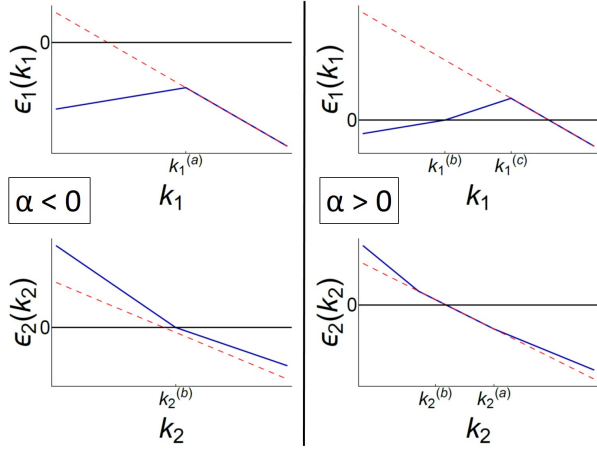 ϵ₁(k₁)
0
k₁⁽ᵃ⁾
k₁
α < 0
ϵ₂(k₂)
0
k₂⁽ᵇ⁾
k₂
ϵ₁(k₁)
0
k₁⁽ᵇ⁾ k₁⁽ᶜ⁾
k₁
α > 0
ϵ₂(k₂)
0
k₂⁽ᵇ⁾ k₂⁽ᵃ⁾
k₂